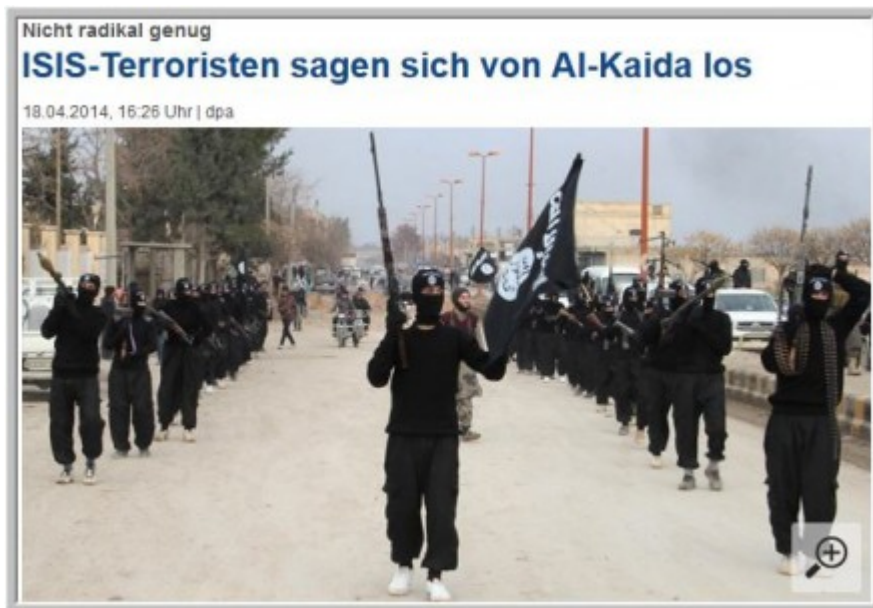 Nicht radikal genug
ISIS-Terroristen sagen sich von Al-Kaida los
18.04.2014, 16:26 Uhr | dpa